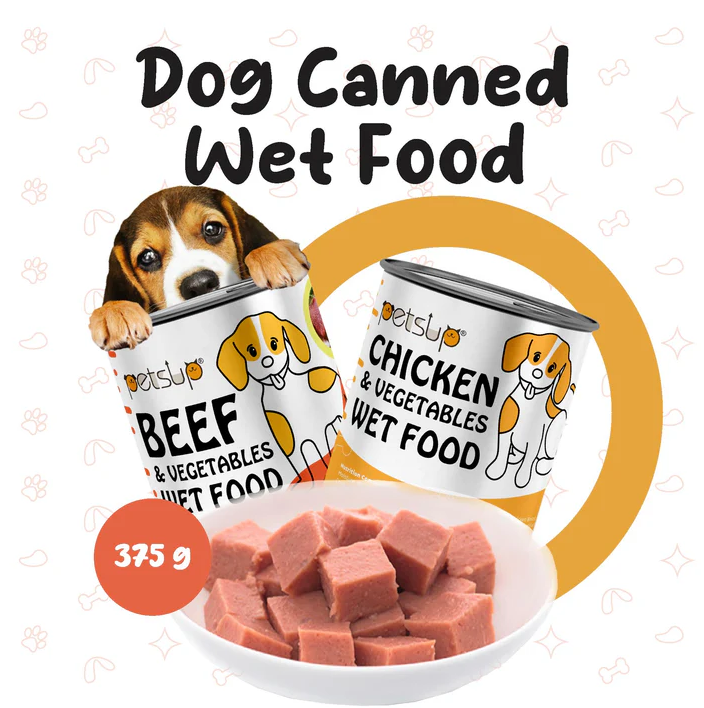 Dog Canned
Wet Food
petsup®
BEEF
& VEGETABLES
WET FOOD
petsup®
CHICKEN
& VEGETABLES
WET FOOD
375 g